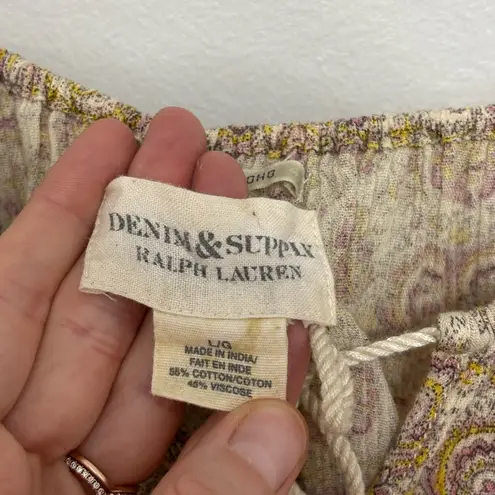 DENIM & SUPPLY
RALPH LAUREN
L/G
MADE IN INDIA/
FAIT EN INDE
55% COTTON/COTON
45% VISCOSE